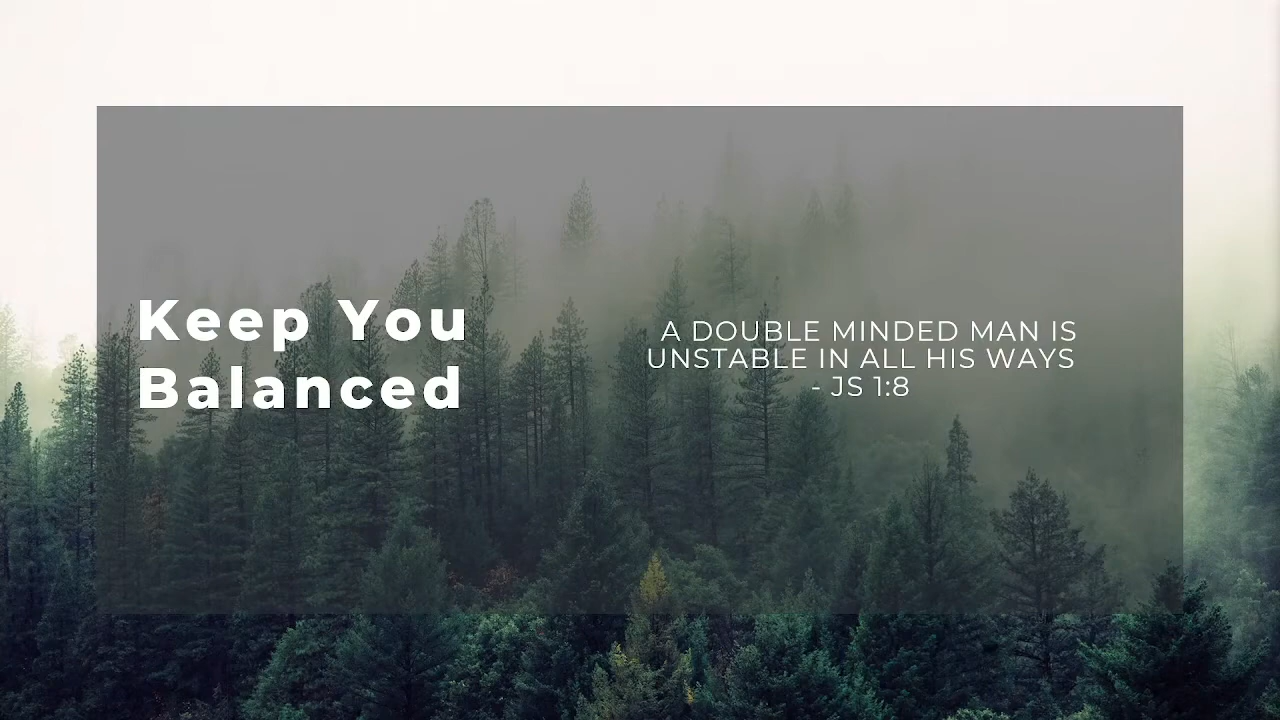 Keep You
Balanced
A DOUBLE MINDED MAN IS
UNSTABLE IN ALL HIS WAYS
- JS 1:8